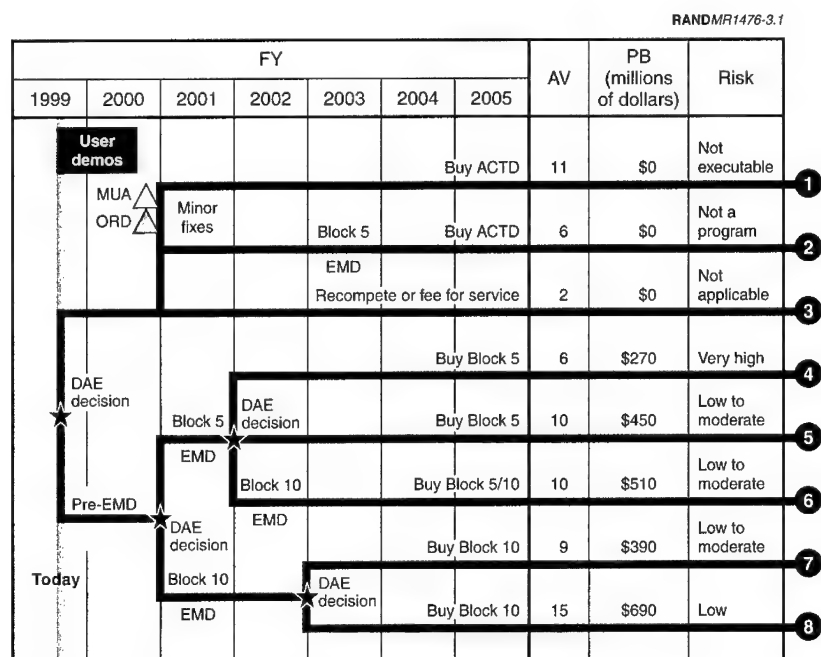 RANDMR1476-3.1
FY
AV
PB
(millions
of dollars)
Risk
1999 2000 2001 2002 2003 2004 2005
User
demos
Buy ACTD 11 $0 Not
executable
1
MUA
ORD
Minor
fixes
Block 5 Buy ACTD 6 $0 Not a
program
2
EMD
Recompete or fee for service 2 $0 Not
applicable
3
Buy Block 5 6 $270 Very high
4
DAE
decision
Block 5
DAE
decision
Buy Block 5 10 $450 Low to
moderate
5
EMD
Block 10 Buy Block 5/10 10 $510 Low to
moderate
6
Pre-EMD
EMD
DAE
decision
Buy Block 10 9 $390 Low to
moderate
7
Today
Block 10
DAE
decision
Buy Block 10 15 $690 Low
8
EMD